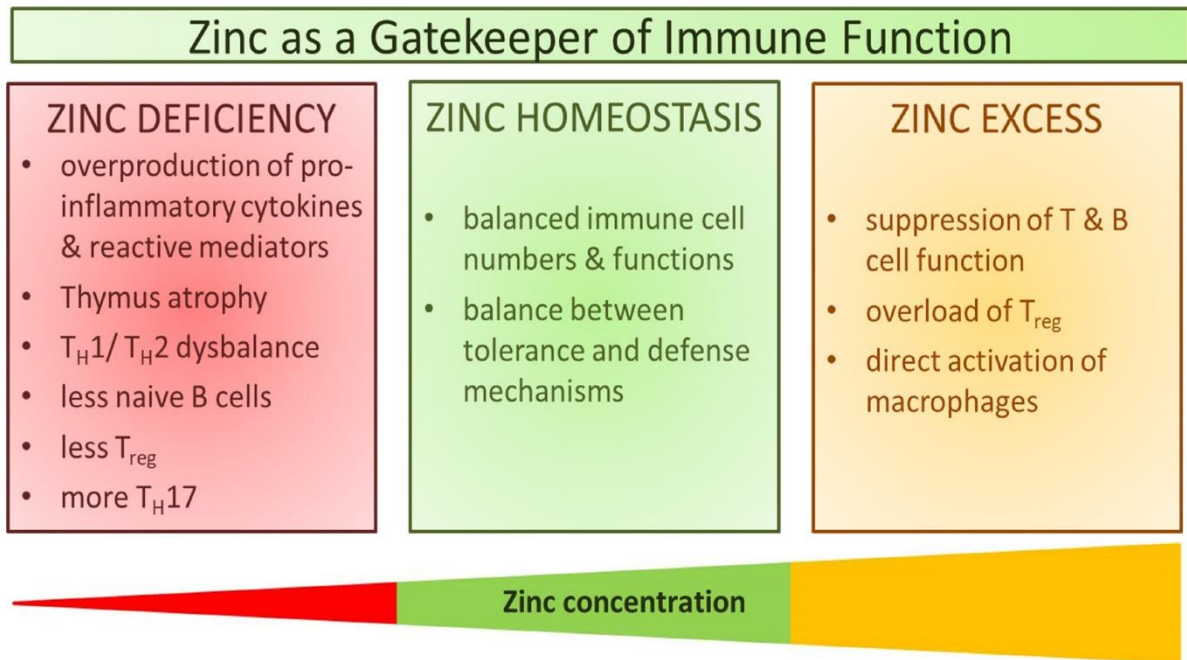 Zinc as a Gatekeeper of Immune Function
ZINC DEFICIENCY
• overproduction of pro-
inflammatory cytokines
& reactive mediators
• Thymus atrophy
• TH1/ TH2 dysbalance
• less naive B cells
• less Treg
• more TH17
ZINC HOMEOSTASIS
• balanced immune cell
numbers & functions
• balance between
tolerance and defense
mechanisms
ZINC EXCESS
• suppression of T & B
cell function
• overload of Treg
• direct activation of
macrophages
Zinc concentration